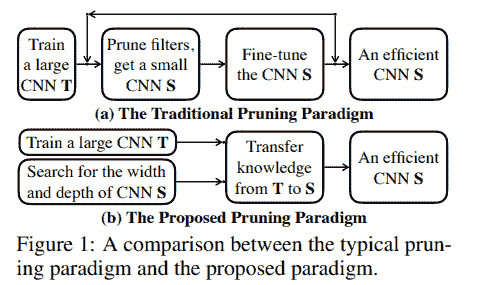 Train
a large
CNN T
Prune filters,
get a small
CNN S
Fine-tune
the CNN S
An efficient
CNN S
(a) The Traditional Pruning Paradigm
Train a large CNN T
Search for the width
and depth of CNN S
Transfer
knowledge
from T to S
An efficient
CNN S
(b) The Proposed Pruning Paradigm
Figure 1: A comparison between the typical prun-
ing paradigm and the proposed paradigm.